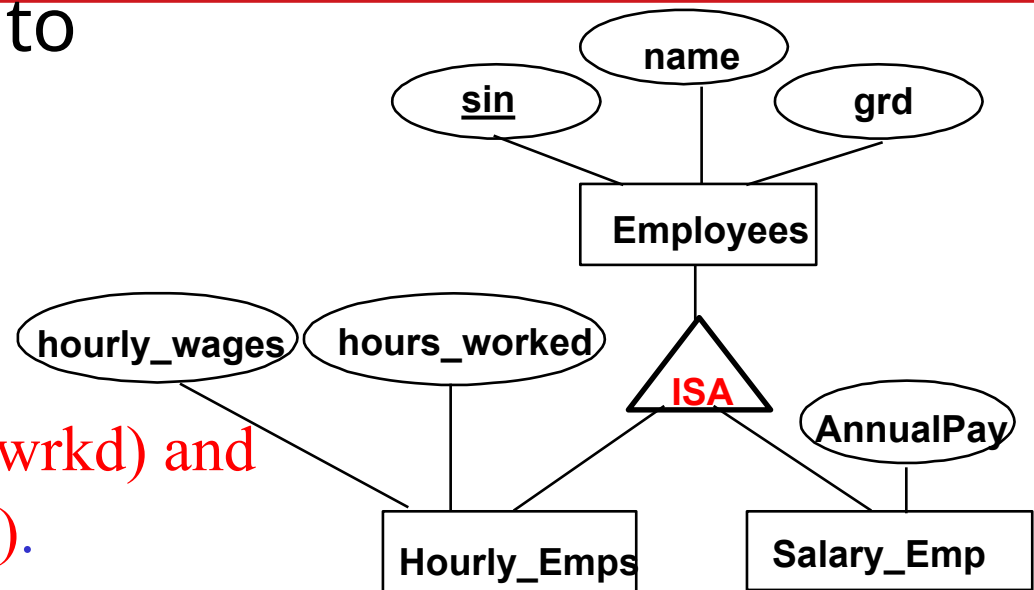 to
name
sin
grd
Employees
hourly_wages
hours_worked
ISA
AnnualPay
wrkd) and
).
Hourly_Emps
Salary_Emp